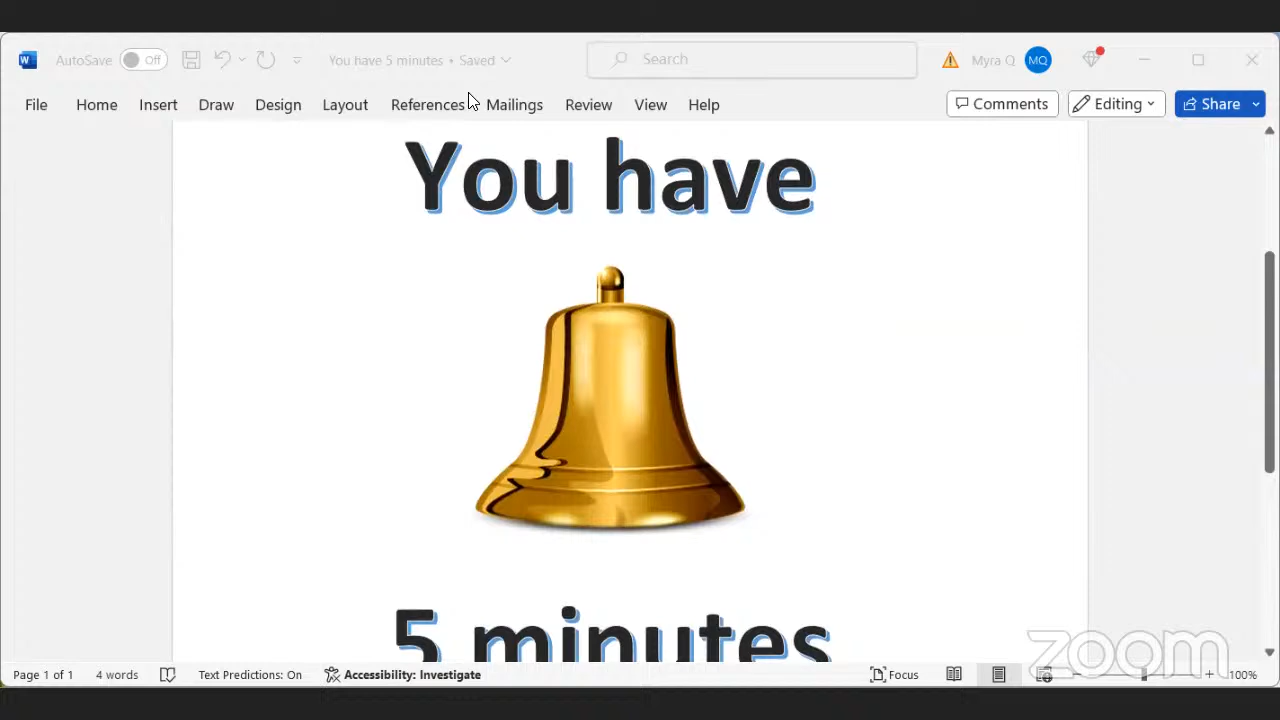 AutoSave Off You have 5 minutes • Saved Search Myra Q MQ
File Home Insert Draw Design Layout References Mailings Review View Help Comments Editing Share
You have
5 minutes
zoom
Page 1 of 1 4 words Text Predictions: On Accessibility: Investigate Focus 100%